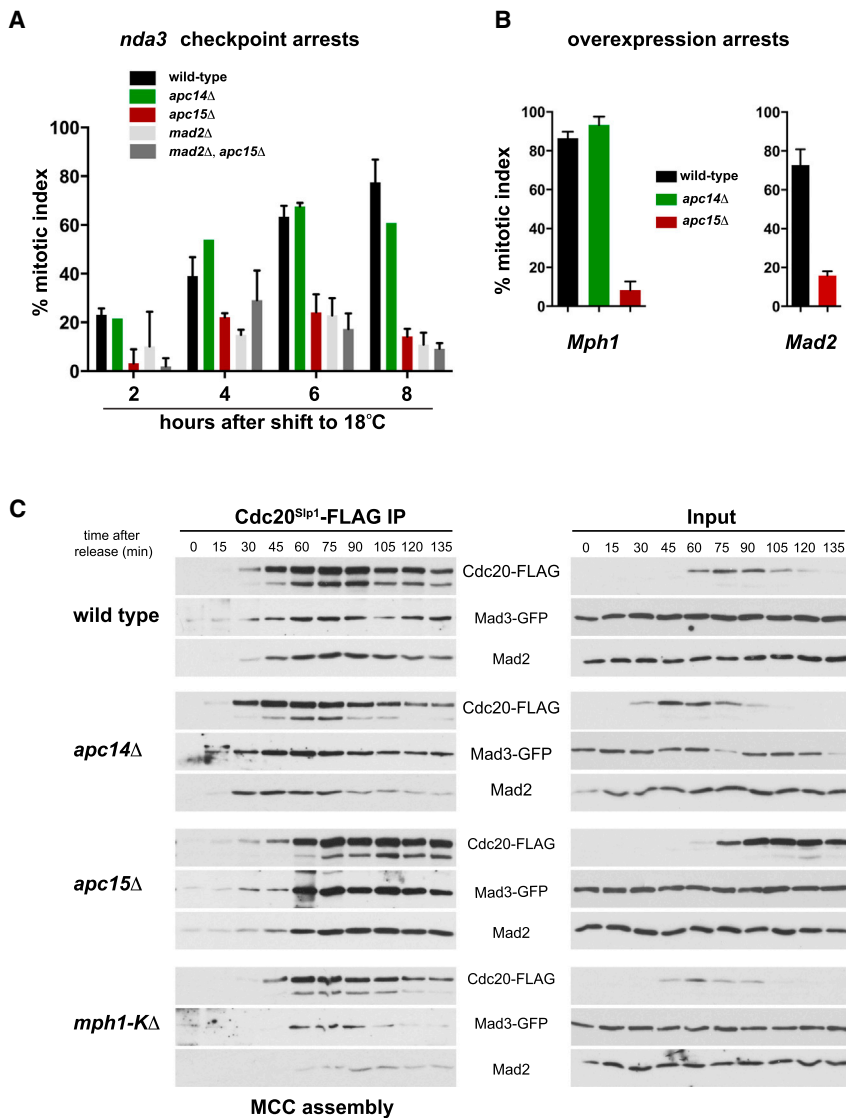 A
nda3 checkpoint arrests
wild-type
apc14Δ
apc15Δ
mad2Δ
mad2Δ, apc15Δ
% mitotic index
100
80
60
40
20
0
2 4 6 8
hours after shift to 18°C
B
overexpression arrests
% mitotic index
100
80
60
40
20
0
Mph1
wild-type
apc14Δ
apc15Δ
100
80
60
40
20
0
Mad2
C
Cdc20Slp1-FLAG IP
Input
time after
release (min)
0 15 30 45 60 75 90 105 120 135
0 15 30 45 60 75 90 105 120 135
wild type
Cdc20-FLAG
Mad3-GFP
Mad2
apc14Δ
Cdc20-FLAG
Mad3-GFP
Mad2
apc15Δ
Cdc20-FLAG
Mad3-GFP
Mad2
mph1-KΔ
Cdc20-FLAG
Mad3-GFP
Mad2
MCC assembly